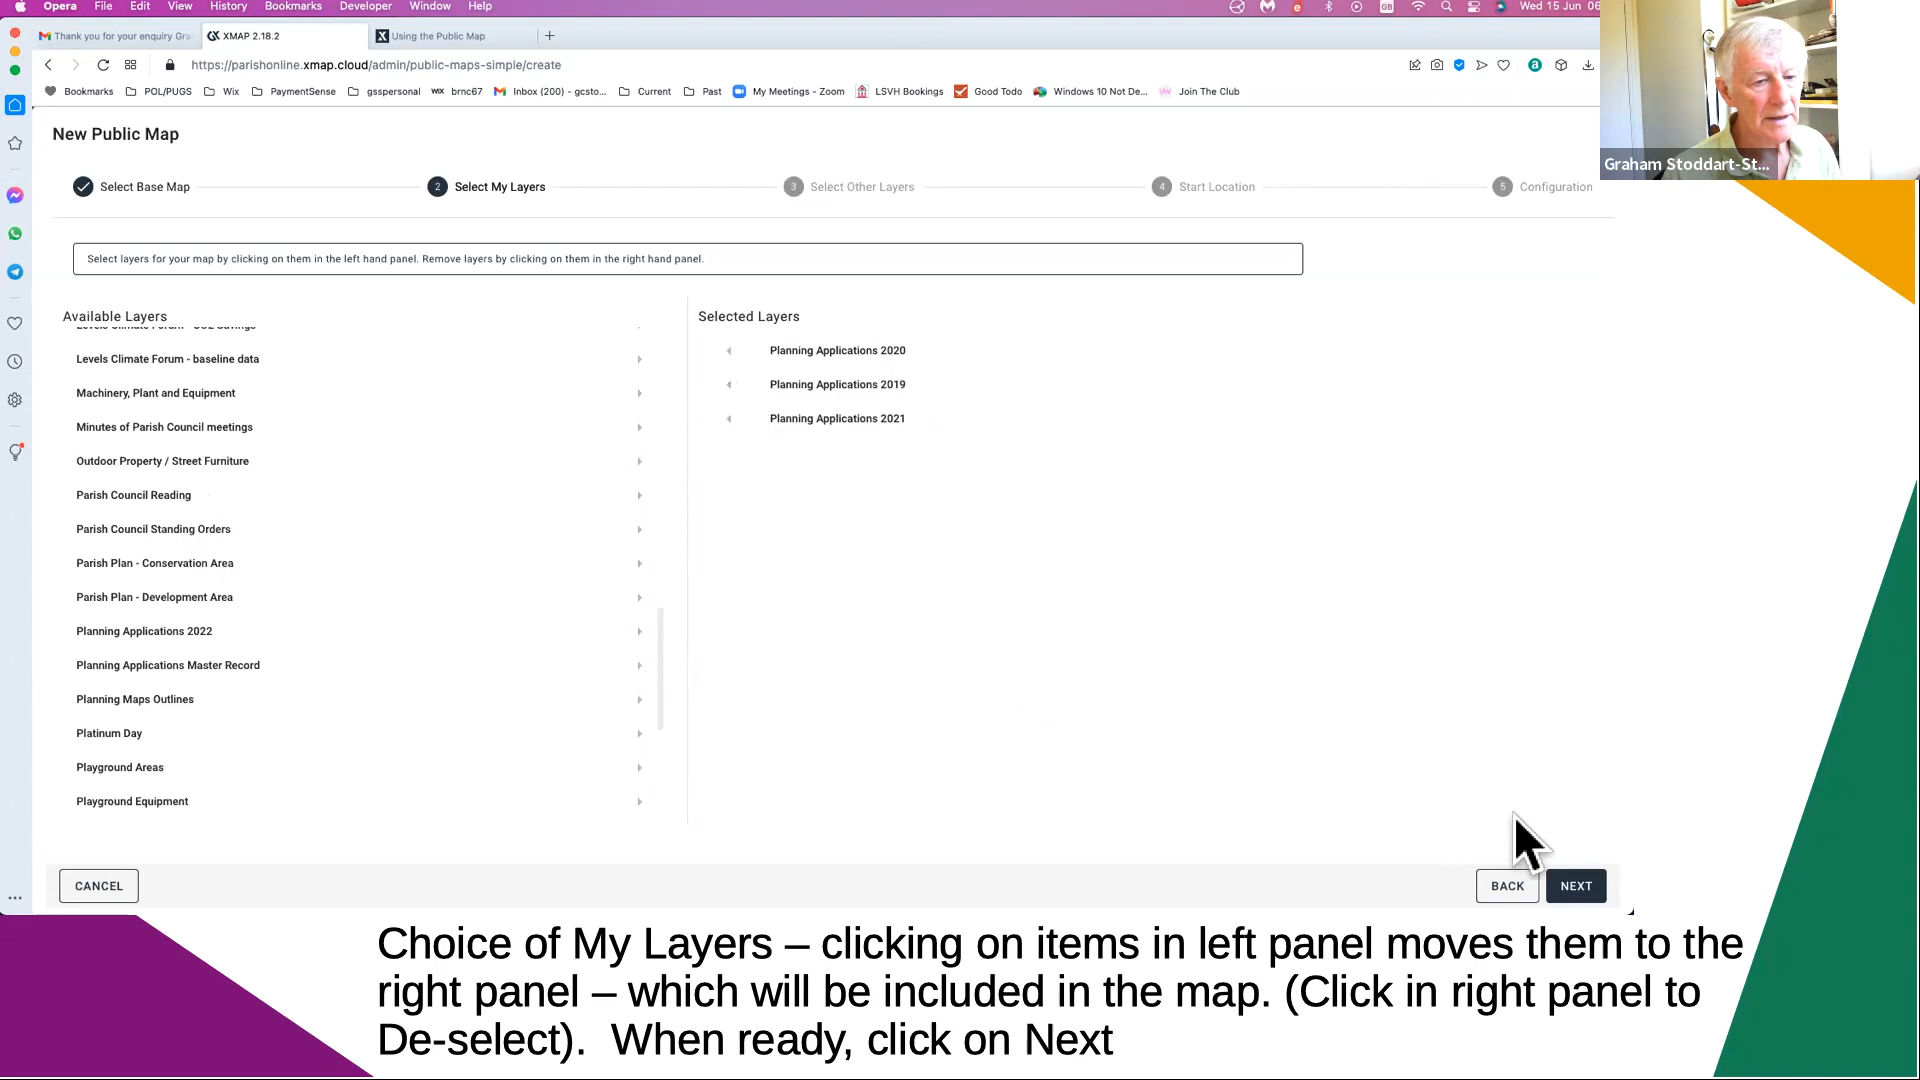 Opera File Edit View History Bookmarks Developer Window Help Wed 15 Jun 06
Thank you for your enquiry Gra XMAP 2.18.2 Using the Public Map
https://parishonline.xmap.cloud/admin/public-maps-simple/create
Bookmarks POL/PUGS Wix PaymentSense gsspersonal WIX brnc67 Inbox (200) - gcsto... Current Past My Meetings - Zoom LSVH Bookings Good Todo Windows 10 Not De... Join The Club
Graham Stoddart-St...
New Public Map
Select Base Map 2 Select My Layers 3 Select Other Layers 4 Start Location 5 Configuration
Select layers for your map by clicking on them in the left hand panel. Remove layers by clicking on them in the right hand panel.
Available Layers
Levels Climate Forum - CO2 Savings
Levels Climate Forum - baseline data
Machinery, Plant and Equipment
Minutes of Parish Council meetings
Outdoor Property / Street Furniture
Parish Council Reading
Parish Council Standing Orders
Parish Plan - Conservation Area
Parish Plan - Development Area
Planning Applications 2022
Planning Applications Master Record
Planning Maps Outlines
Platinum Day
Playground Areas
Playground Equipment
Selected Layers
Planning Applications 2020
Planning Applications 2019
Planning Applications 2021
CANCEL BACK NEXT
Choice of My Layers – clicking on items in left panel moves them to the
right panel – which will be included in the map. (Click in right panel to
De-select). When ready, click on Next